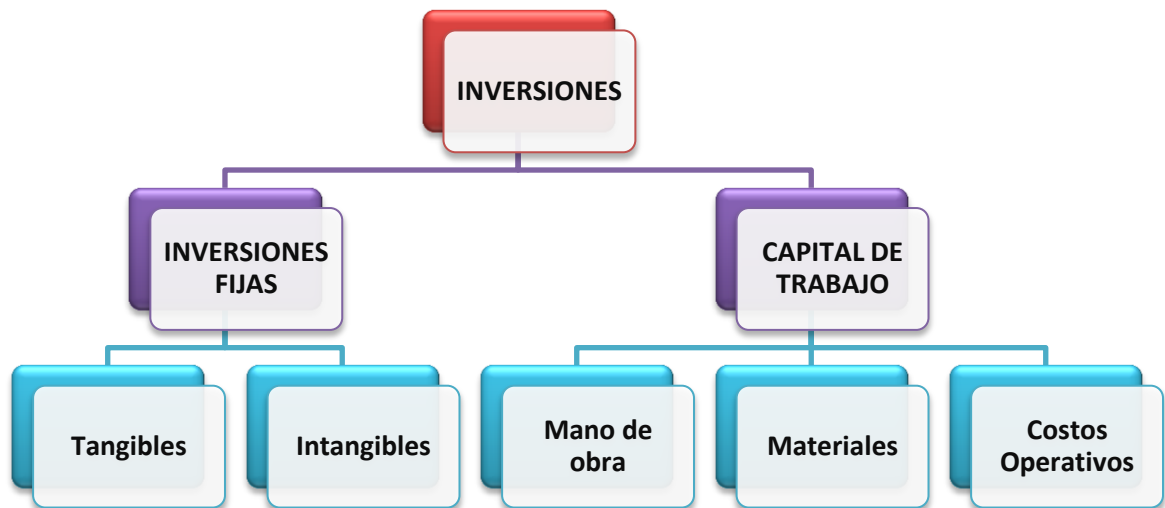 INVERSIONES
INVERSIONES
FIJAS
CAPITAL DE
TRABAJO
Tangibles
Intangibles
Mano de
obra
Materiales
Costos
Operativos